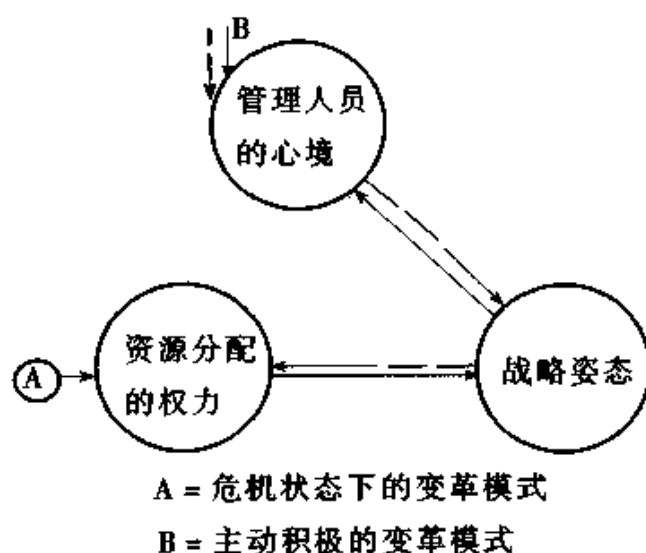 B
管理人员
的心境
资源分配
的权力
A
战略姿态
A = 危机状态下的变革模式
B = 主动积极的变革模式